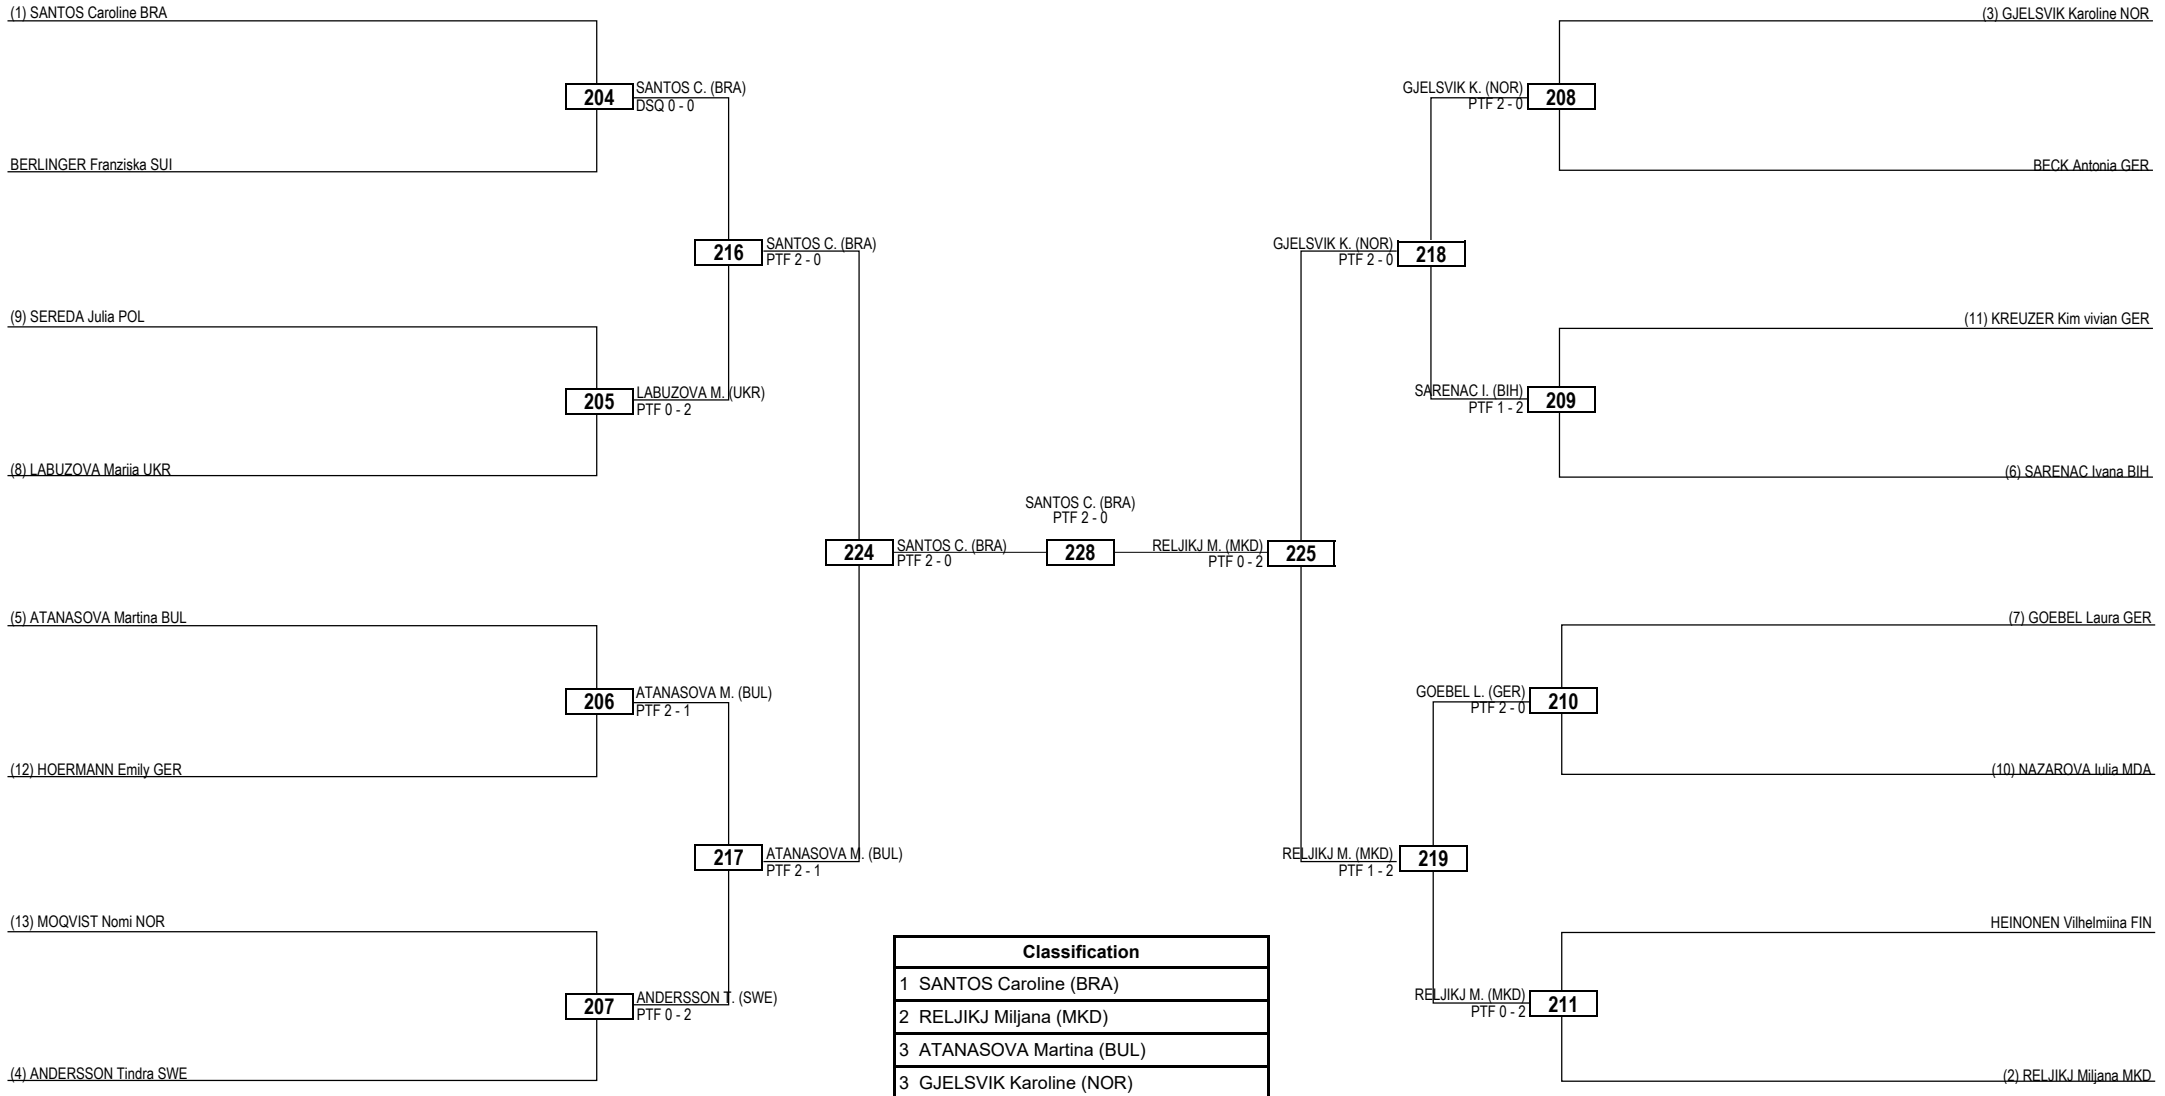 (1) SANTOS Caroline BRA
204
SANTOS C. (BRA)
DSQ 0 - 0
BERLINGER Franziska SUI
216
SANTOS C. (BRA)
PTF 2 - 0
(9) SEREDA Julia POL
205
LABUZOVA M. (UKR)
PTF 0 - 2
(8) LABUZOVA Mariia UKR
224
SANTOS C. (BRA)
PTF 2 - 0
(5) ATANASOVA Martina BUL
206
ATANASOVA M. (BUL)
PTF 2 - 1
(12) HOERMANN Emily GER
217
ATANASOVA M. (BUL)
PTF 2 - 1
(13) MOQVIST Nomi NOR
207
ANDERSSON T. (SWE)
PTF 0 - 2
(4) ANDERSSON Tindra SWE
SANTOS C. (BRA)
PTF 2 - 0
228
(3) GJELSVIK Karoline NOR
GJELSVIK K. (NOR)
PTF 2 - 0
208
BECK Antonia GER
GJELSVIK K. (NOR)
PTF 2 - 0
218
(11) KREUZER Kim vivian GER
SARENAC I. (BIH)
PTF 1 - 2
209
(6) SARENAC Ivana BIH
RELJIKJ M. (MKD)
PTF 0 - 2
225
(7) GOEBEL Laura GER
GOEBEL L. (GER)
PTF 2 - 0
210
(10) NAZAROVA Iulia MDA
RELJIKJ M. (MKD)
PTF 1 - 2
219
HEINONEN Vilhelmiina FIN
RELJIKJ M. (MKD)
PTF 0 - 2
211
(2) RELJIKJ Miljana MKD
Classification
1 SANTOS Caroline (BRA)
2 RELJIKJ Miljana (MKD)
3 ATANASOVA Martina (BUL)
3 GJELSVIK Karoline (NOR)